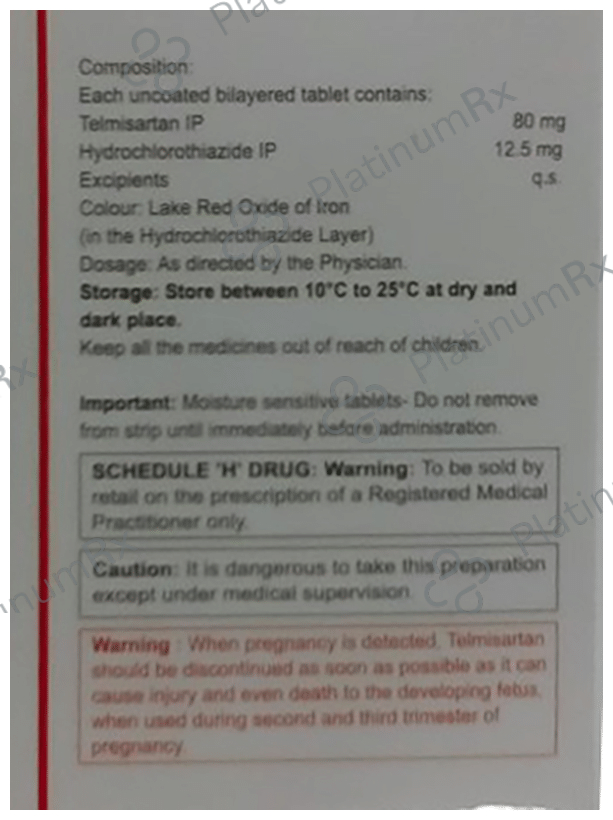 Composition:
Each uncoated bilayered tablet contains:
Telmisartan IP 80 mg
Hydrochlorothiazide IP 12.5 mg
Excipients q.s.
Colour: Lake Red Oxide of Iron
(in the Hydrochlorothiazide Layer)
Dosage: As directed by the Physician.
Storage: Store between 10°C to 25°C at dry and
dark place.
Keep all the medicines out of reach of children.
Important: Moisture sensitive tablets- Do not remove
from strip until immediately before administration.
SCHEDULE 'H' DRUG: Warning: To be sold by
retail on the prescription of a Registered Medical
Practitioner only.
Caution: It is dangerous to take this preparation
except under medical supervision.
Warning : When pregnancy is detected, Telmisartan
should be discontinued as soon as possible as it can
cause injury and even death to the developing fetus,
when used during second and third trimester of
pregnancy.
PlatinumRx
PlatinumRx